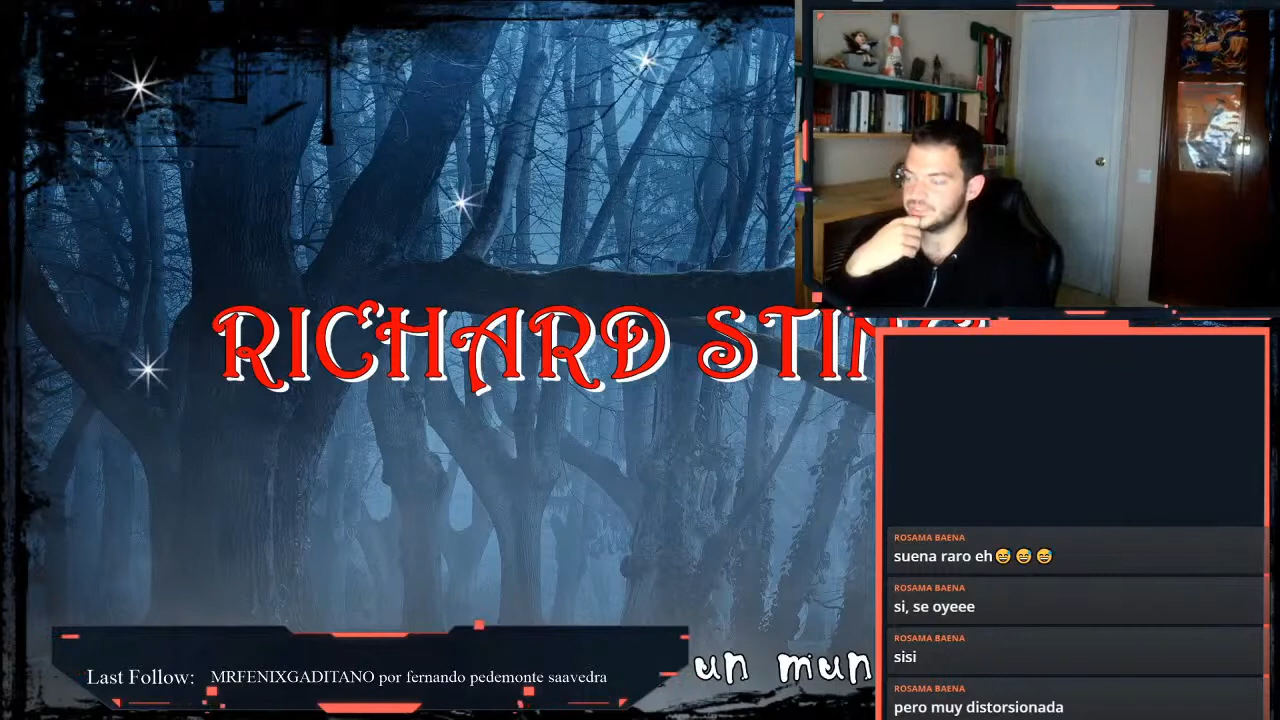 RICHARD STIN
ROSAMA BAENA
suena raro eh😅😅😅
ROSAMA BAENA
si, se oyeee
ROSAMA BAENA
sisi
ROSAMA BAENA
pero muy distorsionada
Last Follow: MRFENIXGADITANO por fernando pedemonte saavedra
un mun